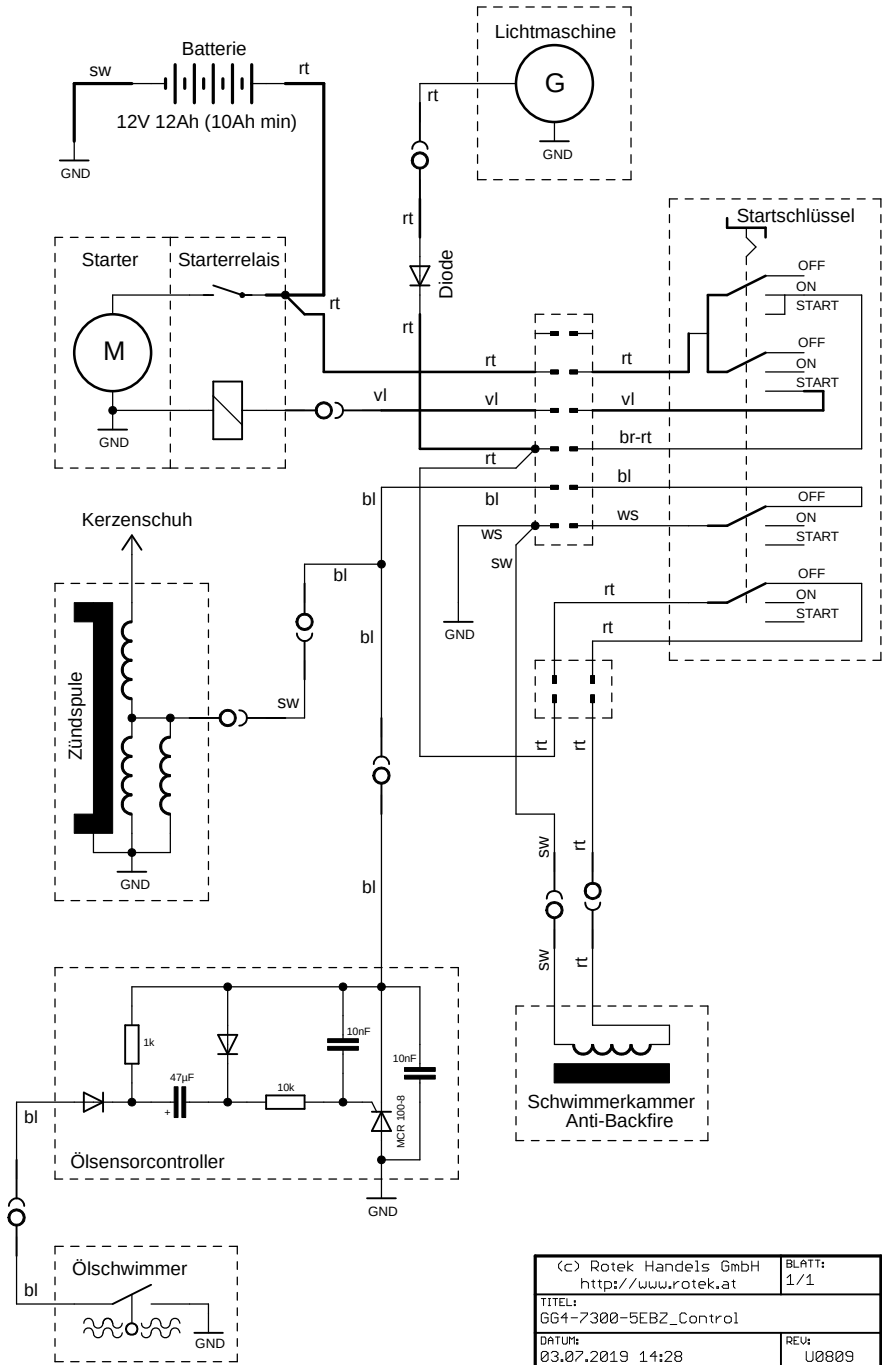 Lichtmaschine
Batterie
sw
rt
G
rt
12V 12Ah (10Ah min)
GND
GND
rt
Startschlüssel
Starter
Starterrelais
Diode
OFF
ON
START
rt
rt
M
OFF
ON
START
rt
rt
vl
vl
vl
GND
br-rt
rt
bl
bl
bl
OFF
ON
START
ws
ws
sw
Kerzenschuh
bl
OFF
ON
START
rt
rt
GND
bl
Zündspule
sw
rt
rt
GND
sw
rt
bl
sw
rt
1k
10nF
10nF
47µF
+
10k
MCR 100-8
bl
Schwimmerkammer
Anti-Backfire
Ölsensorcontroller
GND
Ölschwimmer
bl
GND
(c) Rotek Handels GmbH
http://www.rotek.at
BLATT:
1/1
TITEL:
GG4-7300-5EBZ_Control
DATUM:
03.07.2019 14:28
REV:
U0809